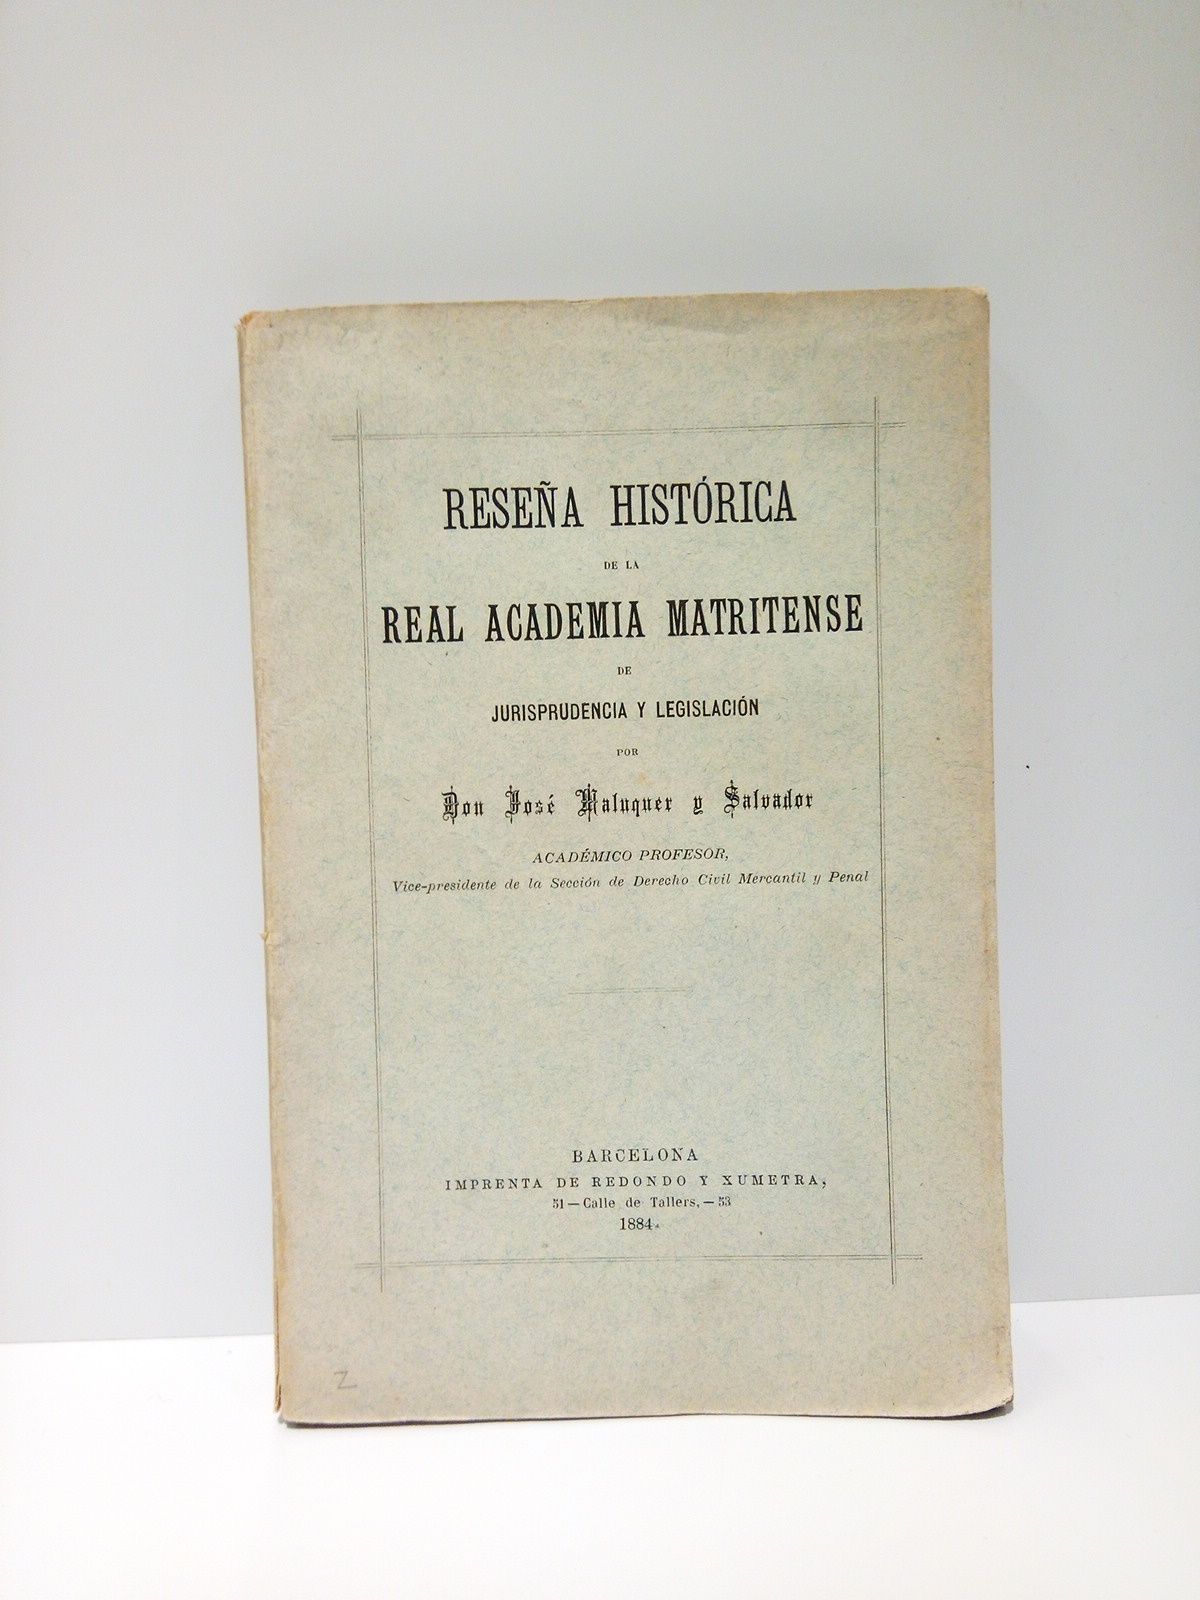 RESEÑA HISTÓRICA
DE LA
REAL ACADEMIA MATRITENSE
DE
JURISPRUDENCIA Y LEGISLACIÓN
POR
Don José Maluquer y Salvador
ACADÉMICO PROFESOR,
Vice-presidente de la Sección de Derecho Civil Mercantil y Penal
BARCELONA
IMPRENTA DE REDONDO Y XUMETRA,
51—Calle de Tallers,—53
1884.
Z